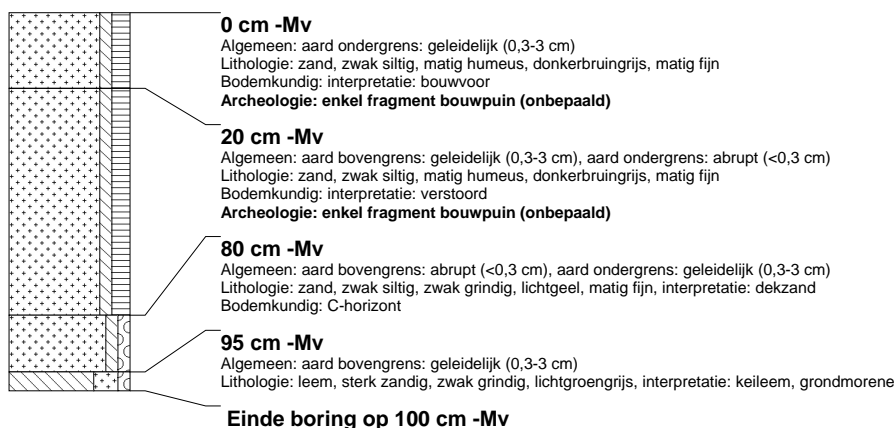 0 cm -Mv
Algemeen: aard ondergrens: geleidelijk (0,3-3 cm)
Lithologie: zand, zwak siltig, matig humeus, donkerbruingrijs, matig fijn
Bodemkundig: interpretatie: bouwvoor
Archeologie: enkel fragment bouwpuin (onbepaald)
20 cm -Mv
Algemeen: aard bovengrens: geleidelijk (0,3-3 cm), aard ondergrens: abrupt (<0,3 cm)
Lithologie: zand, zwak siltig, matig humeus, donkerbruingrijs, matig fijn
Bodemkundig: interpretatie: verstoord
Archeologie: enkel fragment bouwpuin (onbepaald)
80 cm -Mv
Algemeen: aard bovengrens: abrupt (<0,3 cm), aard ondergrens: geleidelijk (0,3-3 cm)
Lithologie: zand, zwak siltig, zwak grindig, lichtgeel, matig fijn, interpretatie: dekzand
Bodemkundig: C-horizont
95 cm -Mv
Algemeen: aard bovengrens: geleidelijk (0,3-3 cm)
Lithologie: leem, sterk zandig, zwak grindig, lichtgroengrijs, interpretatie: keileem, grondmorene
Einde boring op 100 cm -Mv